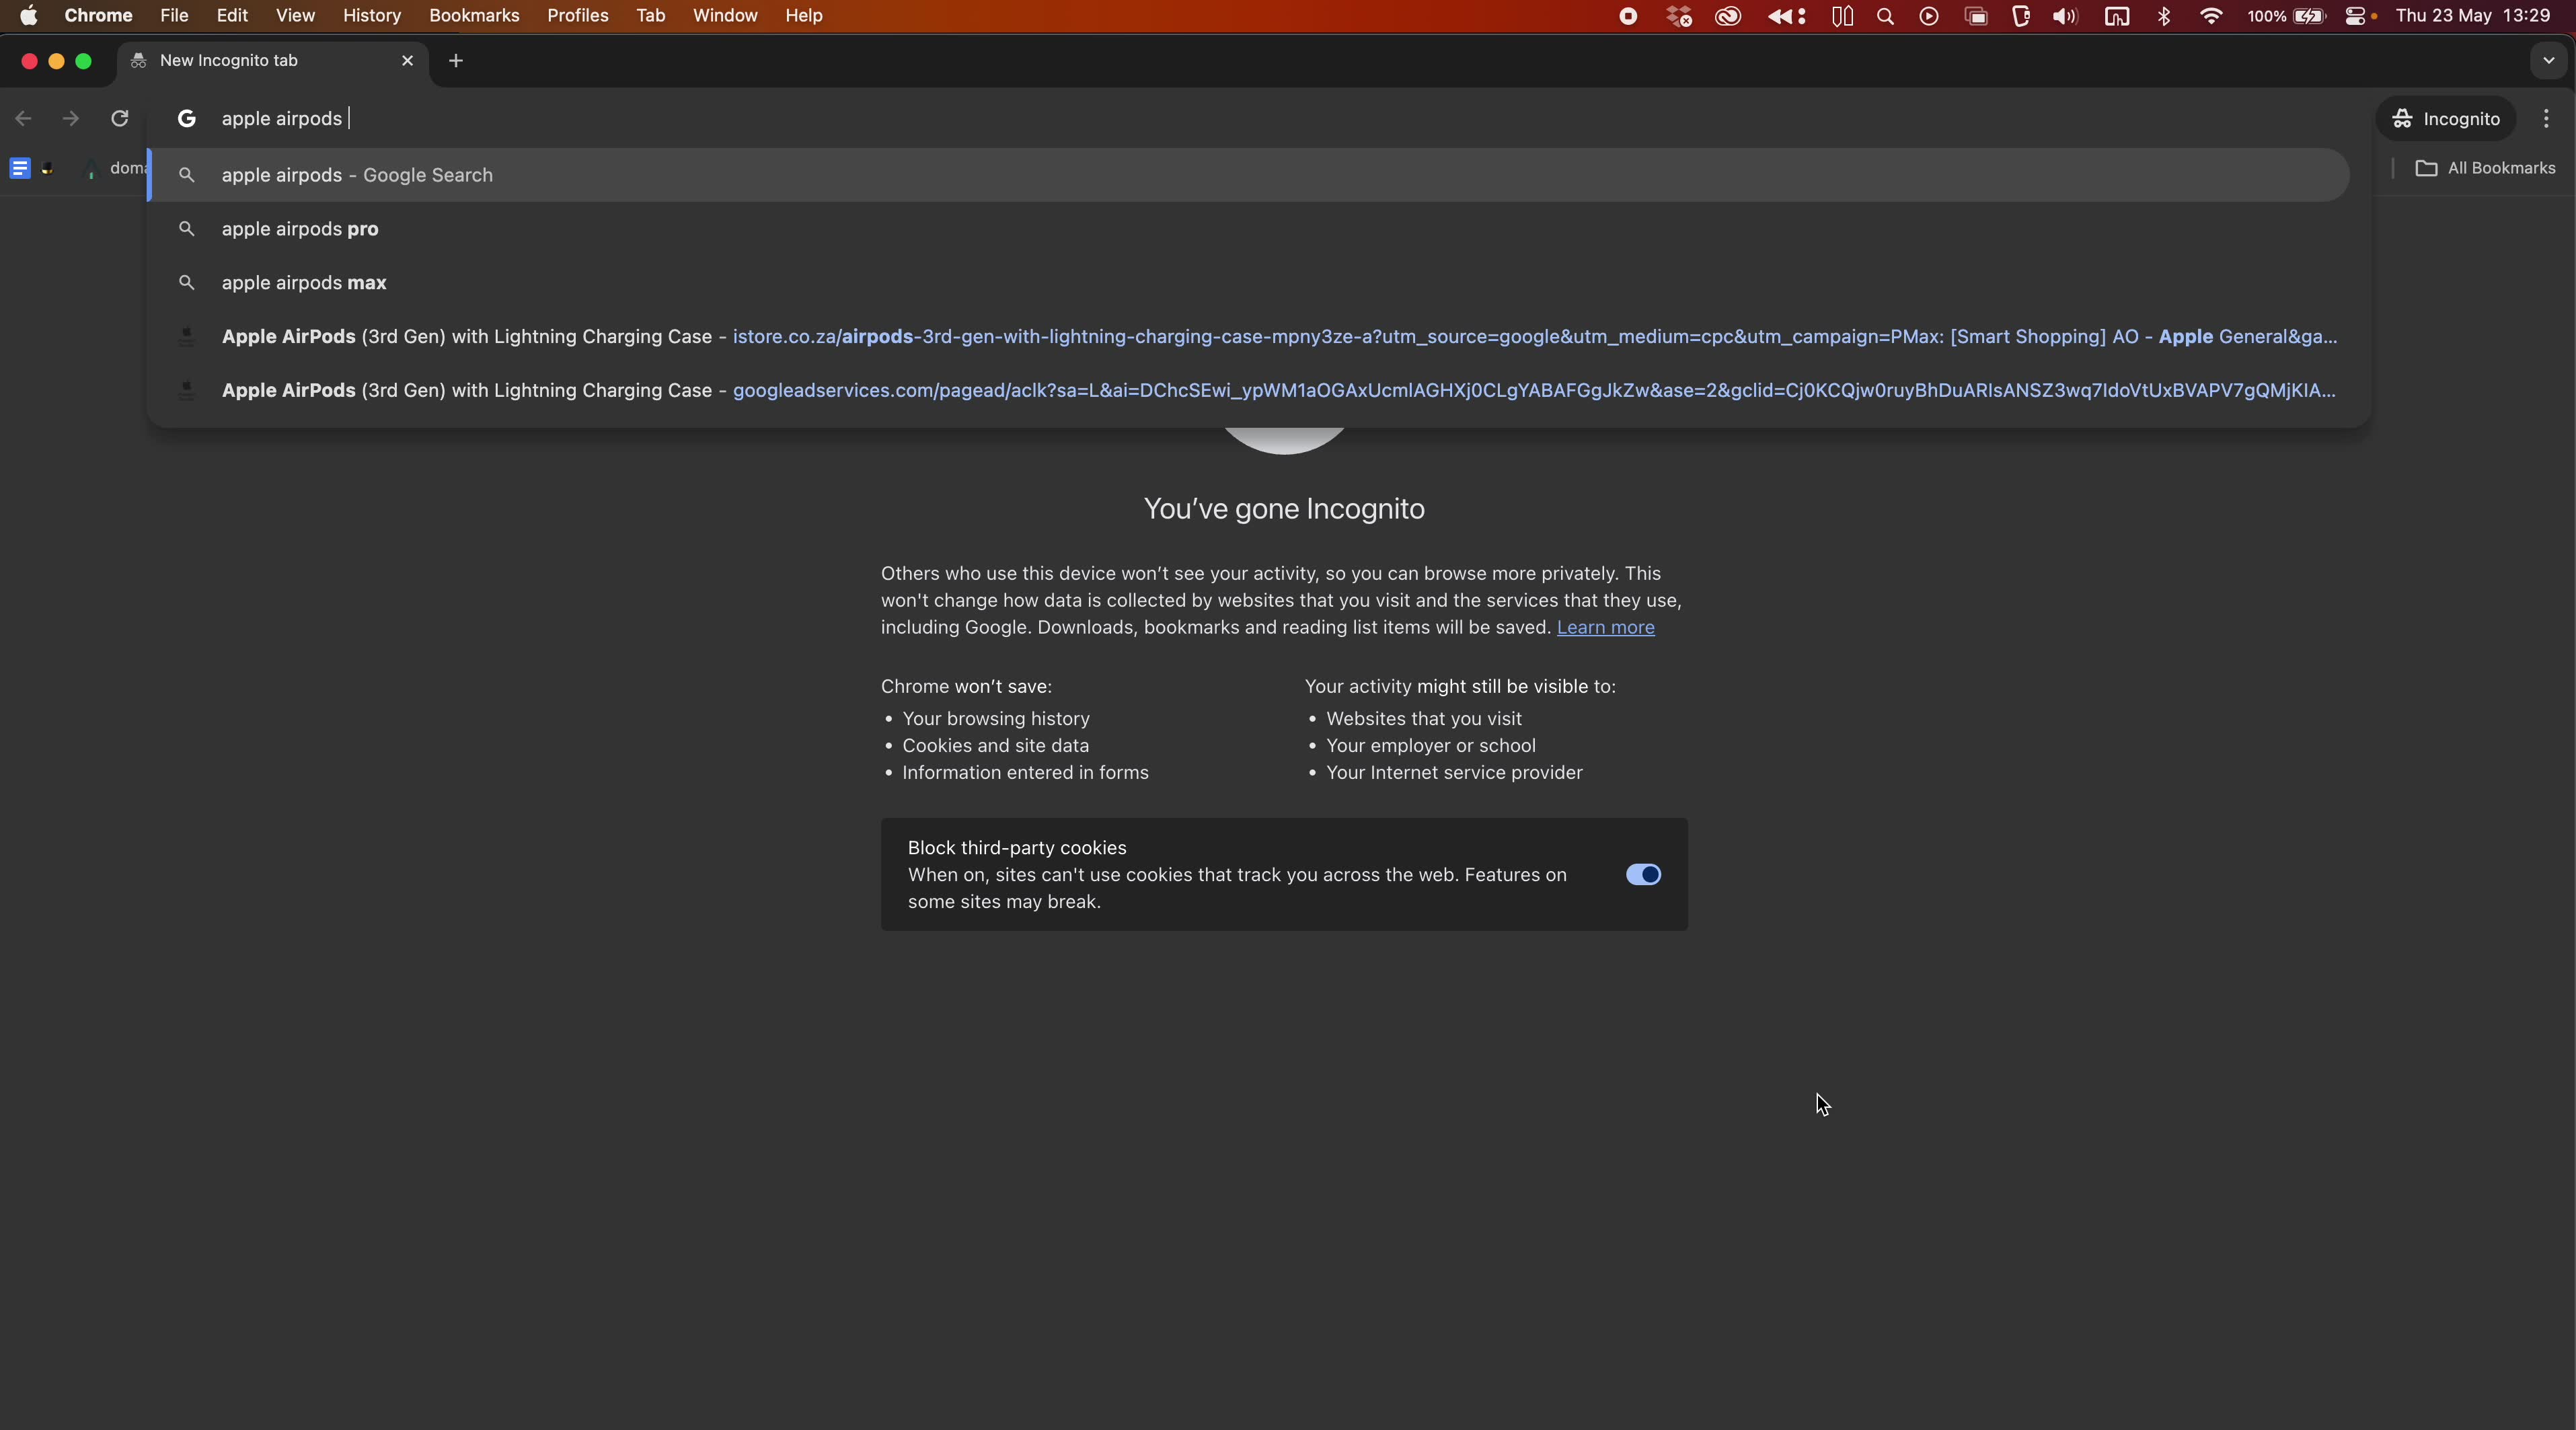 Chrome File Edit View History Bookmarks Profiles Tab Window Help 100% Thu 23 May 13:29
New Incognito tab
apple airpods Incognito
apple airpods - Google Search
All Bookmarks
apple airpods pro
apple airpods max
Apple AirPods (3rd Gen) with Lightning Charging Case - istore.co.za/airpods-3rd-gen-with-lightning-charging-case-mpny3ze-a?utm_source=google&utm_medium=cpc&utm_campaign=PMax: [Smart Shopping] AO - Apple General&ga...
Apple AirPods (3rd Gen) with Lightning Charging Case - googleadservices.com/pagead/aclk?sa=L&ai=DChcSEwi_ypWM1aOGAxUcmlAGHXj0CLgYABAFGgJkZw&ase=2&gclid=Cj0KCQjw0ruyBhDuARIsANSZ3wq7IdoVtUxBVAPV7gQMjKIA...
You've gone Incognito
Others who use this device won't see your activity, so you can browse more privately. This
won't change how data is collected by websites that you visit and the services that they use,
including Google. Downloads, bookmarks and reading list items will be saved. Learn more
Chrome won't save:
• Your browsing history
• Cookies and site data
• Information entered in forms
Your activity might still be visible to:
• Websites that you visit
• Your employer or school
• Your Internet service provider
Block third-party cookies
When on, sites can't use cookies that track you across the web. Features on
some sites may break.